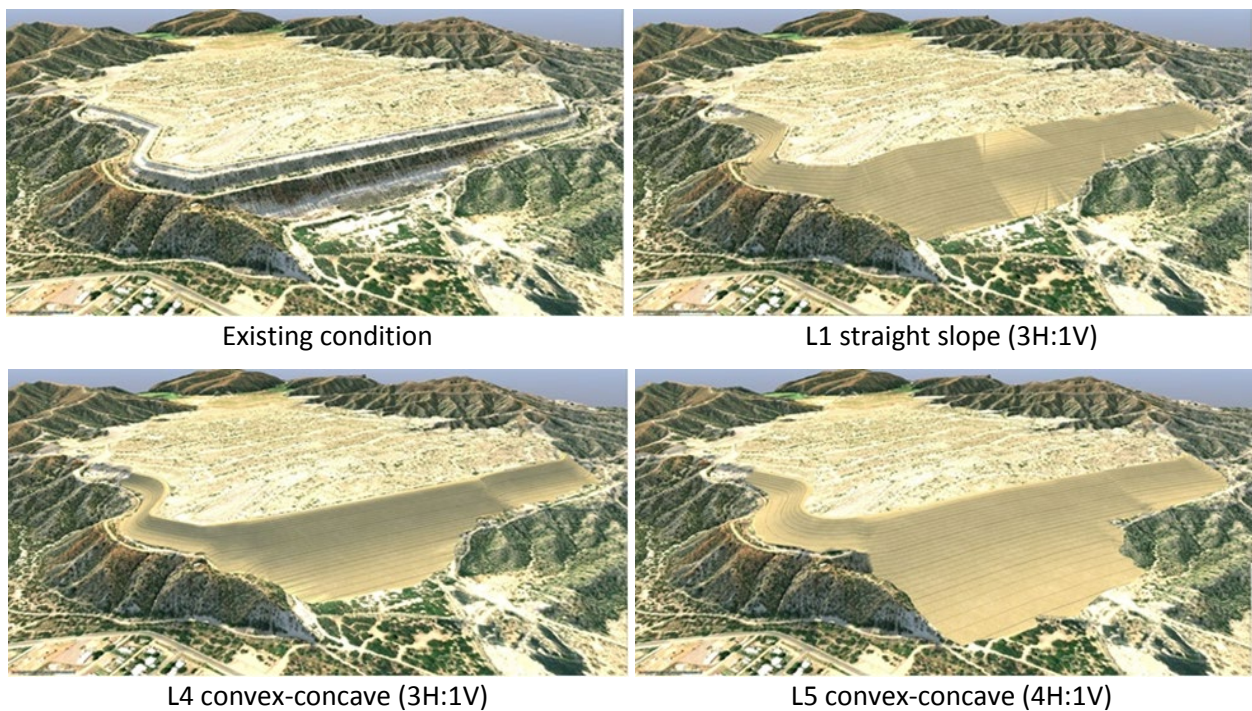 Existing condition
L1 straight slope (3H:1V)
L4 convex-concave (3H:1V)
L5 convex-concave (4H:1V)